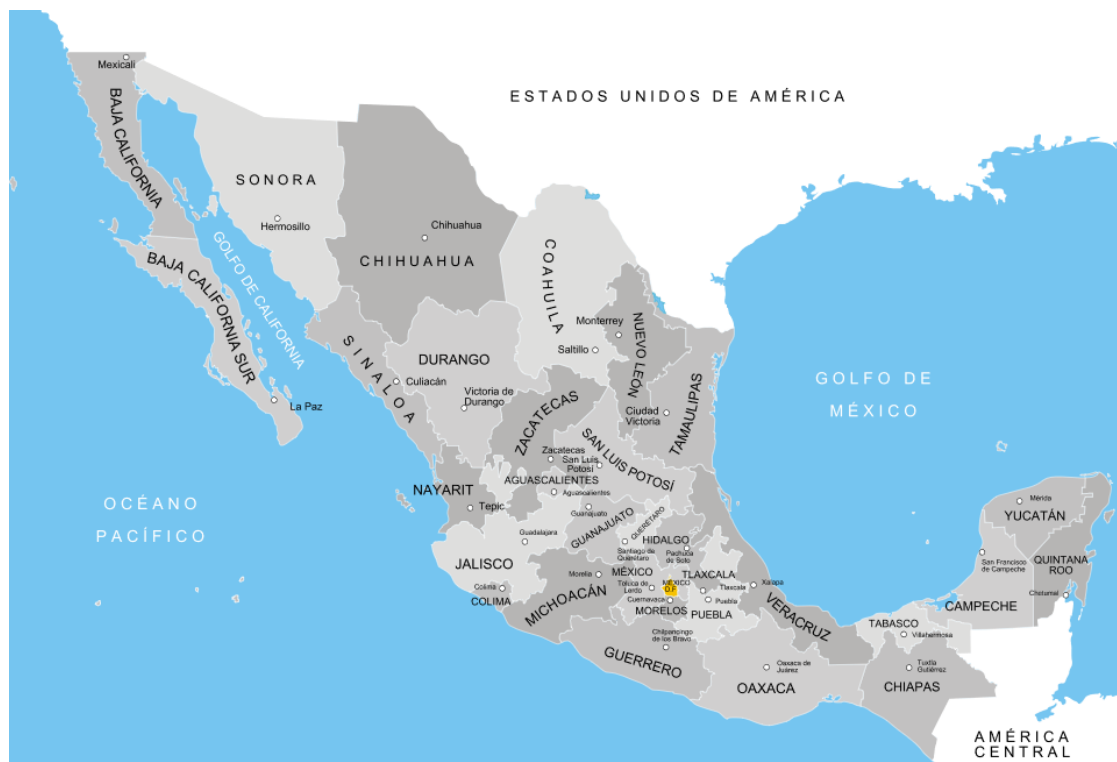 ESTADOS UNIDOS DE AMÉRICA
Mexicali
BAJA CALIFORNIA
SONORA
Hermosillo
Chihuahua
CHIHUAHUA
COAHUILA
GOLFO DE CALIFORNIA
BAJA CALIFORNIA SUR
La Paz
SINALOA
Culiacán
DURANGO
Victoria de
Durango
Monterrey
Saltillo
NUEVO LEÓN
Ciudad
Victoria
TAMAULIPAS
GOLFO DE
MÉXICO
ZACATECAS
Zacatecas
San Luis
Potosí
SAN LUIS POTOSÍ
NAYARIT
Tepic
AGUASCALIENTES
Aguascalientes
OCÉANO
PACÍFICO
Guanajuato
GUANAJUATO
QUERÉTARO
Santiago de
Querétaro
HIDALGO
Pachuca
de Soto
Guadalajara
JALISCO
Colima
COLIMA
Morelia
MICHOACÁN
MÉXICO
Toluca de
Lerdo
MÉXICO
D.F.
TLAXCALA
Tlaxcala
Cuernavaca
MORELOS
Puebla
PUEBLA
Xalapa
VERACRUZ
Chilpancingo
de los Bravo
GUERRERO
Oaxaca de
Juárez
OAXACA
TABASCO
Villahermosa
Tuxtla
Gutiérrez
CHIAPAS
Mérida
YUCATÁN
San Francisco
de Campeche
CAMPECHE
QUINTANA
ROO
Chetumal
AMÉRICA
CENTRAL